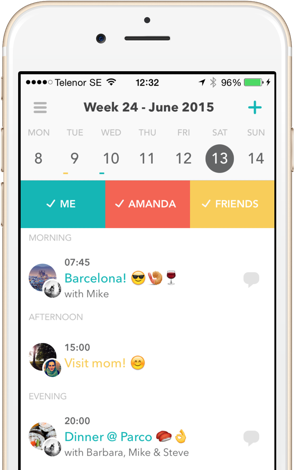 Telenor SE 12:32 96%
Week 24 - June 2015 +
MON TUE WED THU FRI SAT SUN
8 9 10 11 12 13 14
✓ ME ✓ AMANDA ✓ FRIENDS
MORNING
07:45
Barcelona! 😎🍤🍷
with Mike
AFTERNOON
15:00
Visit mom! 😊
EVENING
20:00
Dinner @ Parco 🍣👌
with Barbara, Mike & Steve